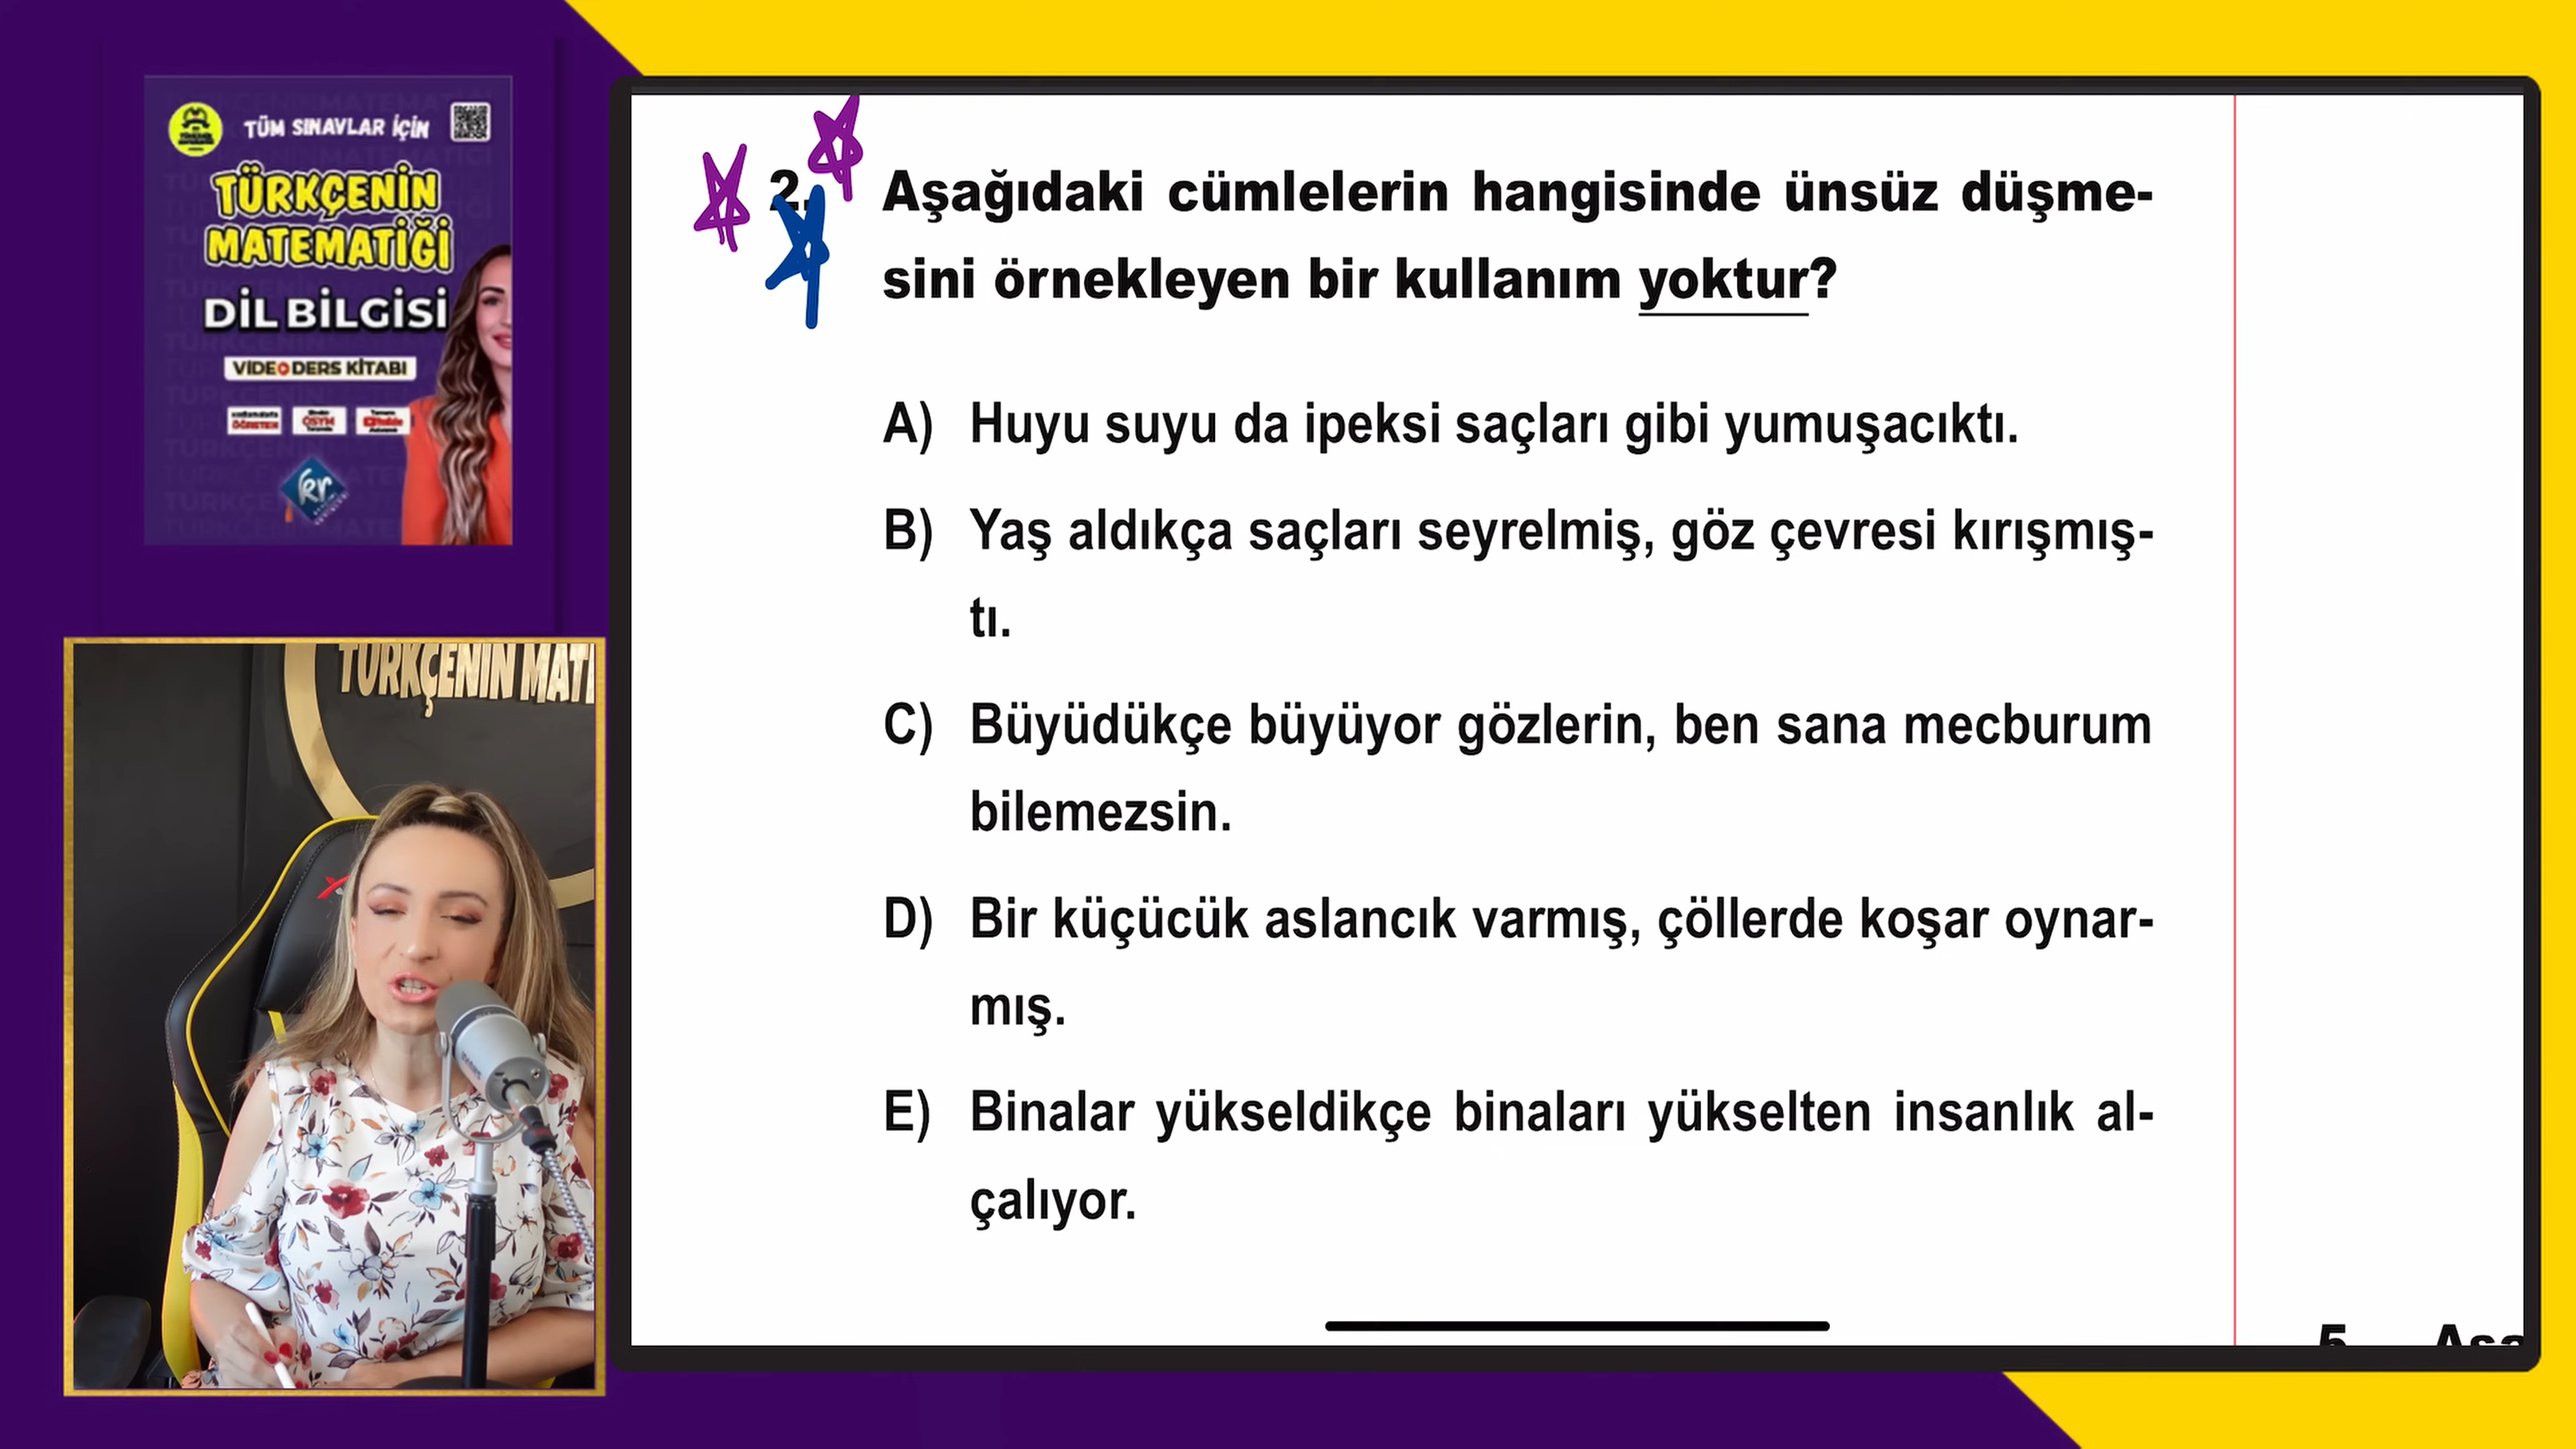 TÜM SINAVLAR İÇİN
TÜRKÇENİN
MATEMATİĞİ
DİL BİLGİSİ
VİDEO DERS KİTABI
ÖĞRETEN
ÖSYM
kr
TÜRKÇENİN MATE
2. Aşağıdaki cümlelerin hangisinde ünsüz düşme-
sini örnekleyen bir kullanım yoktur?
A) Huyu suyu da ipeksi saçları gibi yumuşacıktı.
B) Yaş aldıkça saçları seyrelmiş, göz çevresi kırışmış-
tı.
C) Büyüdükçe büyüyor gözlerin, ben sana mecburum
bilemezsin.
D) Bir küçücük aslancık varmış, çöllerde koşar oynar-
mış.
E) Binalar yükseldikçe binaları yükselten insanlık al-
çalıyor.